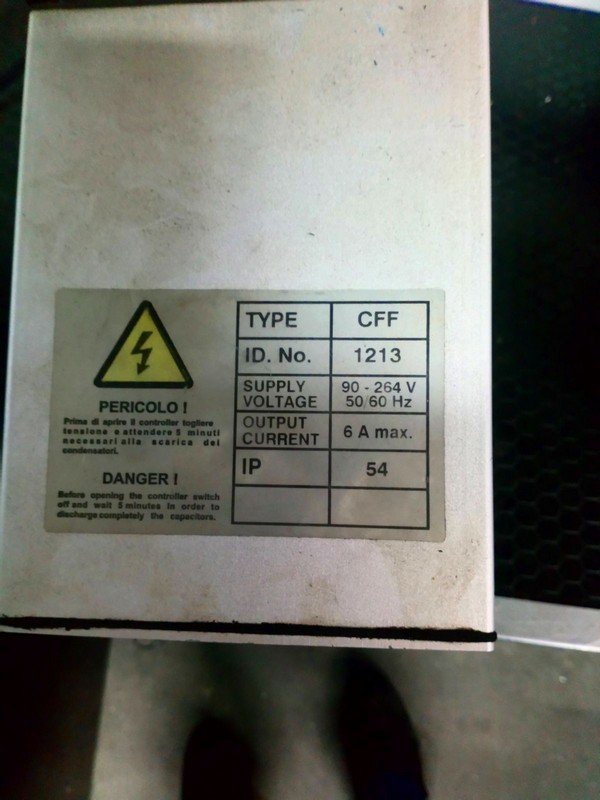 PERICOLO !
Prima di aprire il controller togliere
tensione e attendere 5 minuti
necessari alla scarica dei
condensatori.
DANGER !
Before opening the controller switch
off and wait 5 minutes in order to
discharge completely the capacitors.
TYPE CFF
ID. No. 1213
SUPPLY VOLTAGE 90 - 264 V 50/60 Hz
OUTPUT CURRENT 6 A max.
IP 54